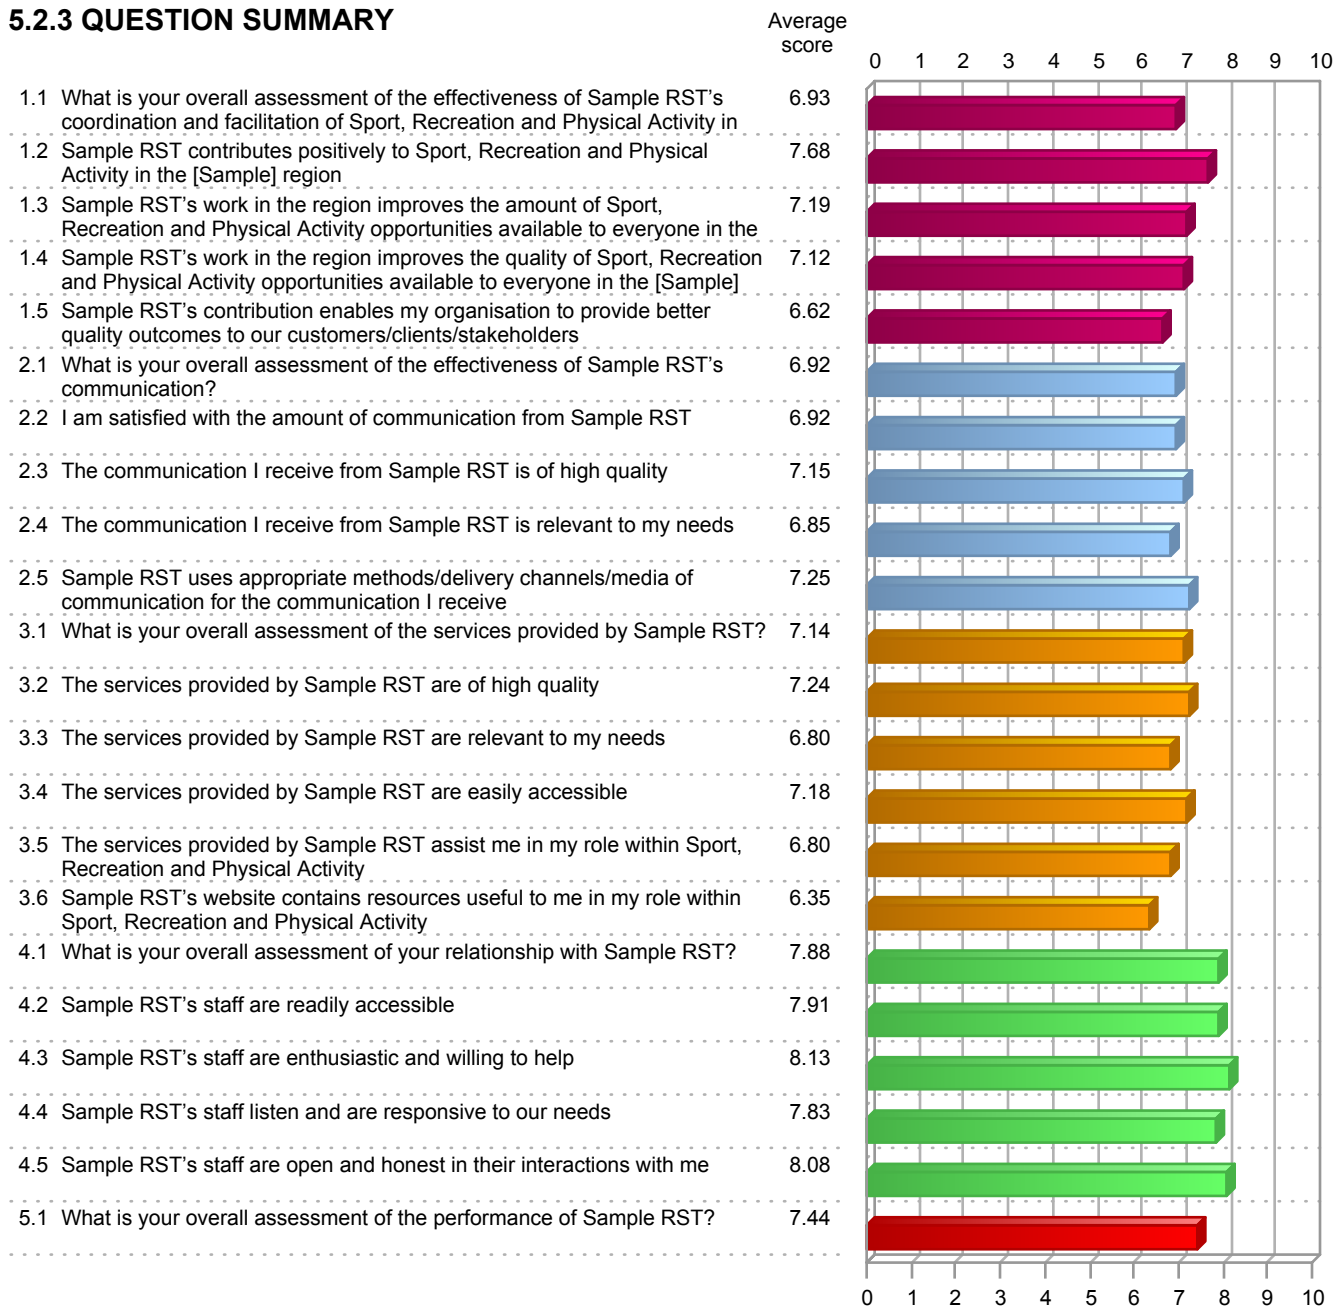 5.2.3 QUESTION SUMMARY
Average
score
0 1 2 3 4 5 6 7 8 9 10
1.1 What is your overall assessment of the effectiveness of Sample RST’s 6.93
coordination and facilitation of Sport, Recreation and Physical Activity in
1.2 Sample RST contributes positively to Sport, Recreation and Physical 7.68
Activity in the [Sample] region
1.3 Sample RST’s work in the region improves the amount of Sport, 7.19
Recreation and Physical Activity opportunities available to everyone in the
1.4 Sample RST’s work in the region improves the quality of Sport, Recreation 7.12
and Physical Activity opportunities available to everyone in the [Sample]
1.5 Sample RST’s contribution enables my organisation to provide better 6.62
quality outcomes to our customers/clients/stakeholders
2.1 What is your overall assessment of the effectiveness of Sample RST’s 6.92
communication?
2.2 I am satisfied with the amount of communication from Sample RST 6.92
2.3 The communication I receive from Sample RST is of high quality 7.15
2.4 The communication I receive from Sample RST is relevant to my needs 6.85
2.5 Sample RST uses appropriate methods/delivery channels/media of 7.25
communication for the communication I receive
3.1 What is your overall assessment of the services provided by Sample RST? 7.14
3.2 The services provided by Sample RST are of high quality 7.24
3.3 The services provided by Sample RST are relevant to my needs 6.80
3.4 The services provided by Sample RST are easily accessible 7.18
3.5 The services provided by Sample RST assist me in my role within Sport, 6.80
Recreation and Physical Activity
3.6 Sample RST’s website contains resources useful to me in my role within 6.35
Sport, Recreation and Physical Activity
4.1 What is your overall assessment of your relationship with Sample RST? 7.88
4.2 Sample RST’s staff are readily accessible 7.91
4.3 Sample RST’s staff are enthusiastic and willing to help 8.13
4.4 Sample RST’s staff listen and are responsive to our needs 7.83
4.5 Sample RST’s staff are open and honest in their interactions with me 8.08
5.1 What is your overall assessment of the performance of Sample RST? 7.44
0 1 2 3 4 5 6 7 8 9 10